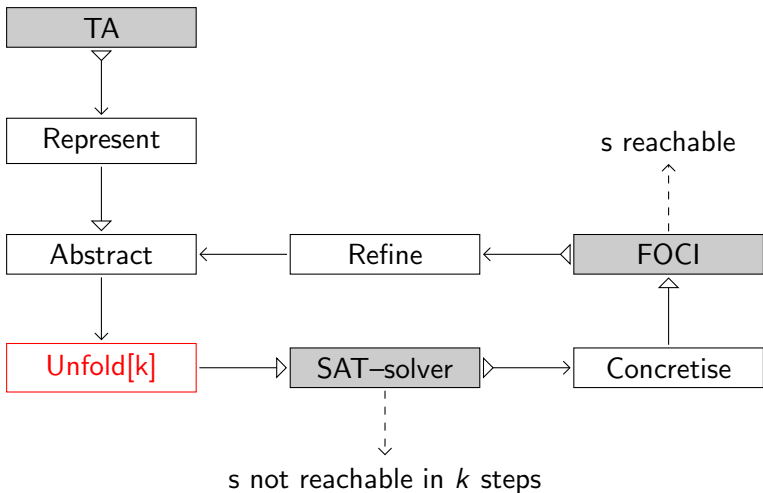 TA
Represent
s reachable
Abstract
Refine
FOCI
Unfold[k]
SAT–solver
Concretise
s not reachable in k steps